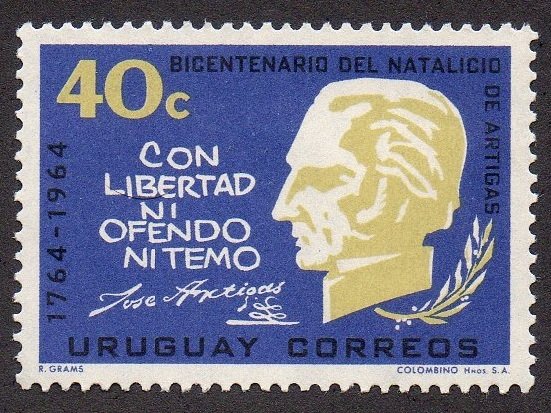 BICENTENARIO DEL NATALICIO
DE ARTIGAS
40c
1764-1964
CON
LIBERTAD
NI
OFENDO
NI TEMO
Jose Artigas
URUGUAY CORREOS
R. GRAMS
COLOMBINO HNOS. S.A.